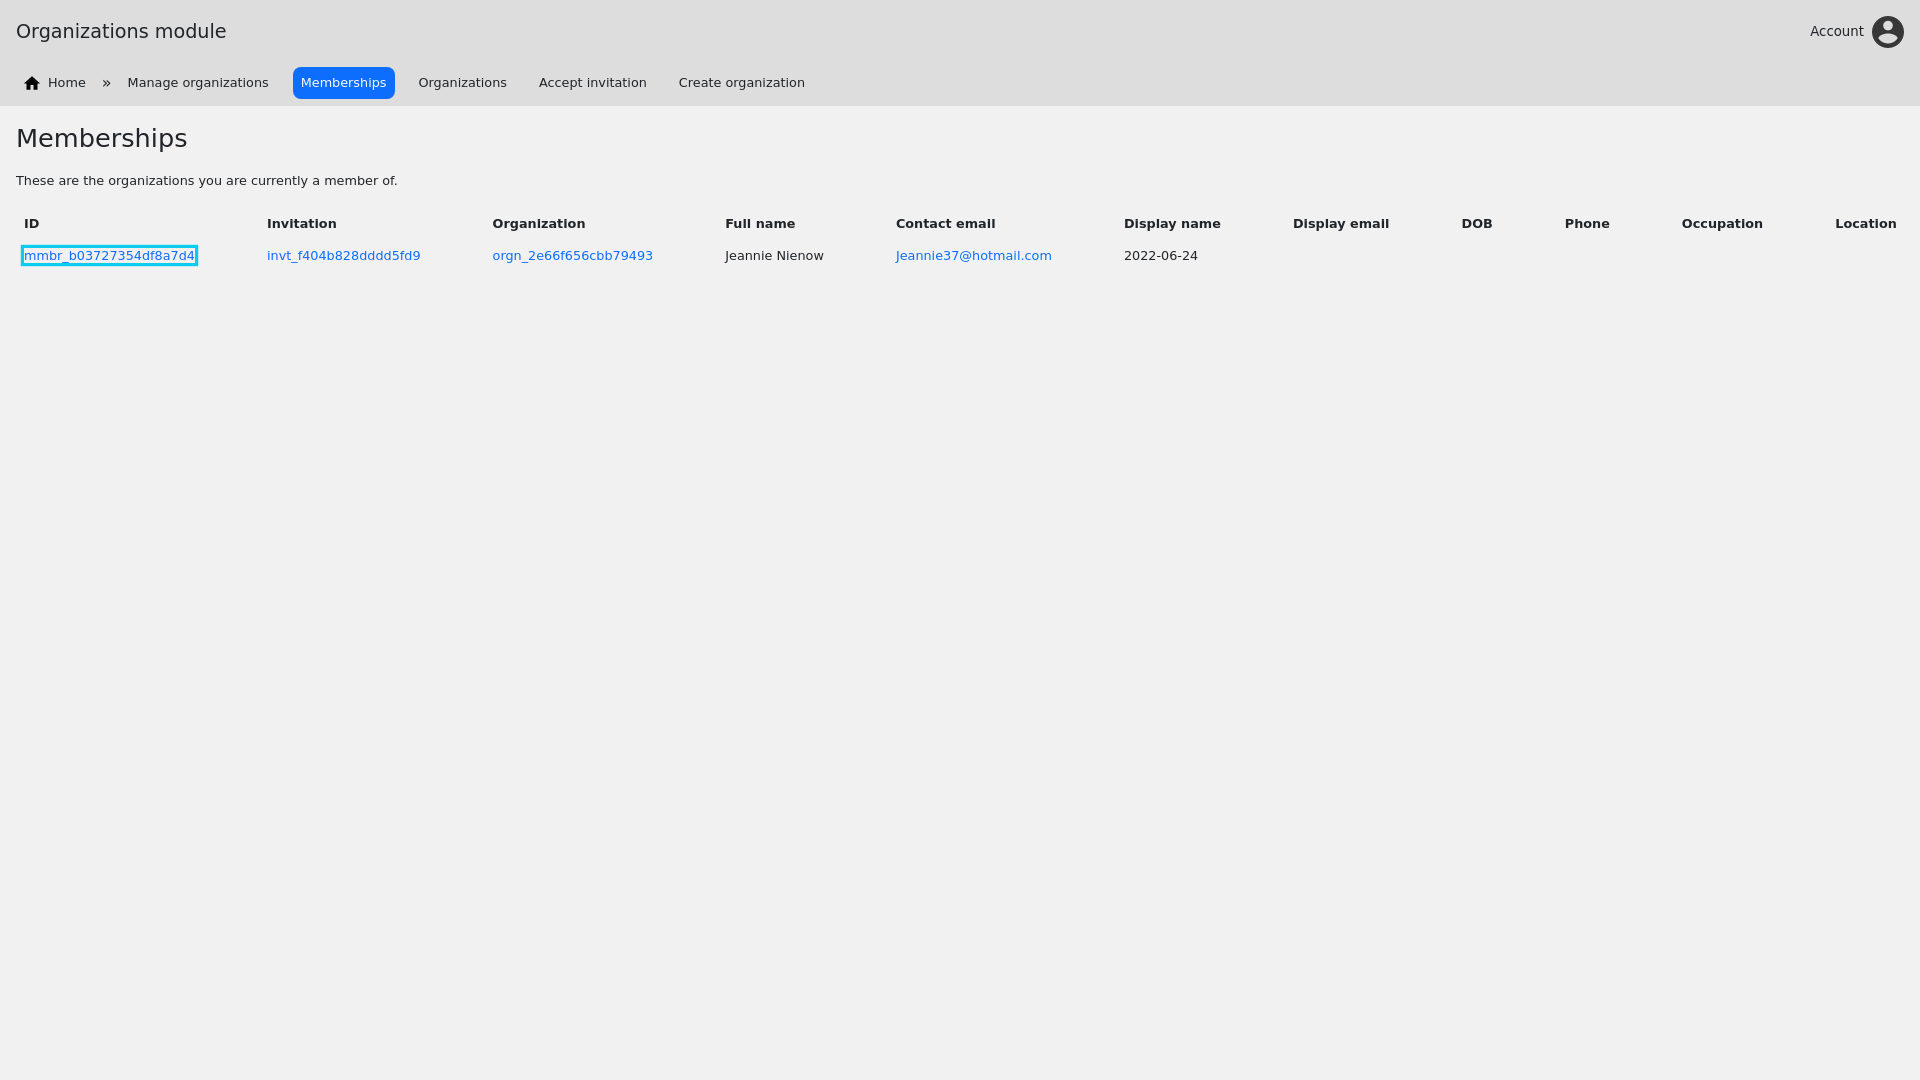 Organizations module
Account
Home » Manage organizations Memberships Organizations Accept invitation Create organization
Memberships
These are the organizations you are currently a member of.
ID Invitation Organization Full name Contact email Display name Display email DOB Phone Occupation Location
mmbr_b03727354df8a7d4 invt_f404b828dddd5fd9 orgn_2e66f656cbb79493 Jeannie Nienow Jeannie37@hotmail.com 2022-06-24